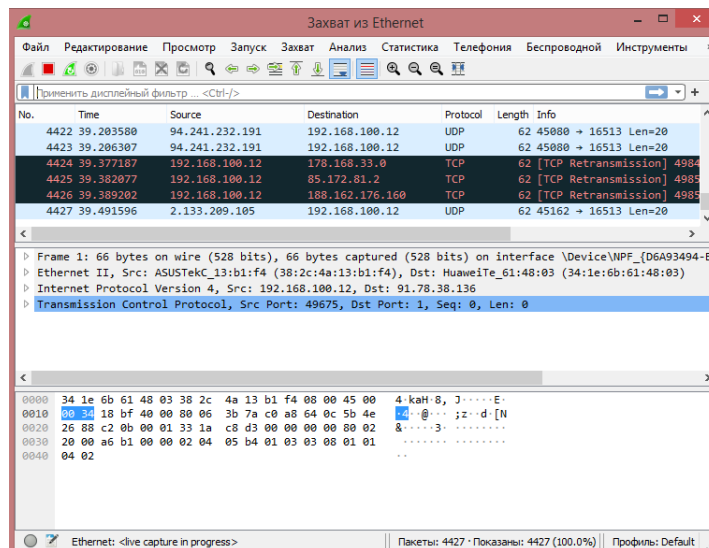 Захват из Ethernet
Файл Редактирование Просмотр Запуск Захват Анализ Статистика Телефония Беспроводной Инструменты
Применить дисплейный фильтр ... <Ctrl-/>
No. Time Source Destination Protocol Length Info
4422 39.203580 94.241.232.191 192.168.100.12 UDP 62 45080 → 16513 Len=20
4423 39.206307 94.241.232.191 192.168.100.12 UDP 62 45080 → 16513 Len=20
4424 39.377187 192.168.100.12 178.168.33.0 TCP 62 [TCP Retransmission] 4984
4425 39.382077 192.168.100.12 85.172.81.2 TCP 62 [TCP Retransmission] 4985
4426 39.389202 192.168.100.12 188.162.176.160 TCP 62 [TCP Retransmission] 4985
4427 39.491596 2.133.209.105 192.168.100.12 UDP 62 45162 → 16513 Len=20
Frame 1: 66 bytes on wire (528 bits), 66 bytes captured (528 bits) on interface \Device\NPF_{D6A93494-E
Ethernet II, Src: ASUSTekC_13:b1:f4 (38:2c:4a:13:b1:f4), Dst: HuaweiTe_61:48:03 (34:1e:6b:61:48:03)
Internet Protocol Version 4, Src: 192.168.100.12, Dst: 91.78.38.136
Transmission Control Protocol, Src Port: 49675, Dst Port: 1, Seq: 0, Len: 0
0000 34 1e 6b 61 48 03 38 2c 4a 13 b1 f4 08 00 45 00 4·kaH·8, J·····E·
0010 00 34 18 bf 40 00 80 06 3b 7a c0 a8 64 0c 5b 4e ·4··@··· ;z··d·[N
0020 26 88 c2 0b 00 01 33 1a c8 d3 00 00 00 00 80 02 &·····3· ········
0030 20 00 a6 b1 00 00 02 04 05 b4 01 03 03 08 01 01 ······· ········
0040 04 02 ··
Ethernet: <live capture in progress> Пакеты: 4427 · Показаны: 4427 (100.0%) Профиль: Default